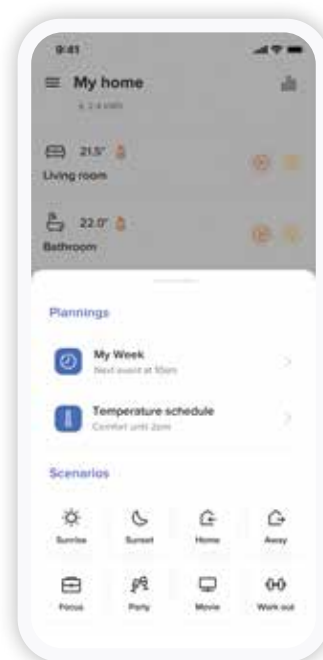 9:41
My home
21.5°
Living room
22.0°
Bathroom
Plannings
My Week
Next event at 10am
Temperature schedule
Comfort until 2pm
Scenarios
Sunrise Sunset Home Away
Focus Party Movie Work out